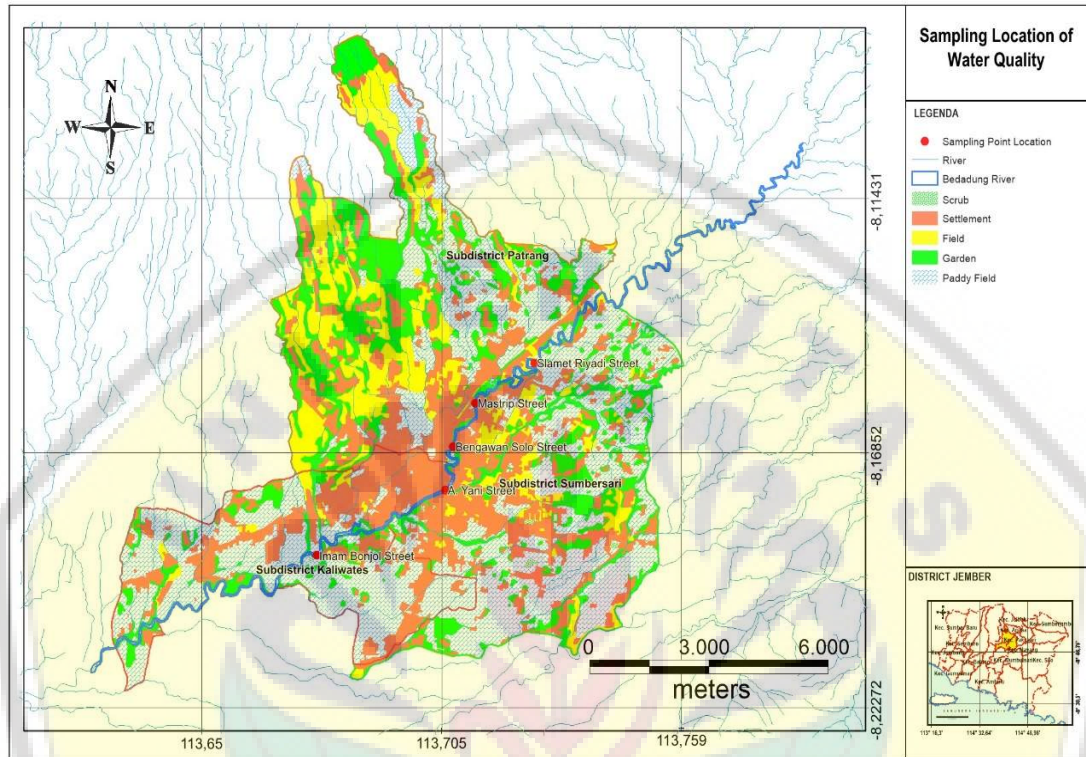 Sampling Location of
Water Quality
N
W E
S
LEGENDA
Sampling Point Location
River
Bedadung River
Scrub
Settlement
Field
Garden
Paddy Field
Subdistrict Patrang
Slamet Riyadi Street
Mastrip Street
Bengawan Solo Street
Subdistrict Sumbersari
A. Yani Street
Imam Bonjol Street
Subdistrict Kaliwates
0 3.000 6.000
meters
-8,11431
-8,16852
-8,22272
113,65 113,705 113,759
DISTRICT JEMBER